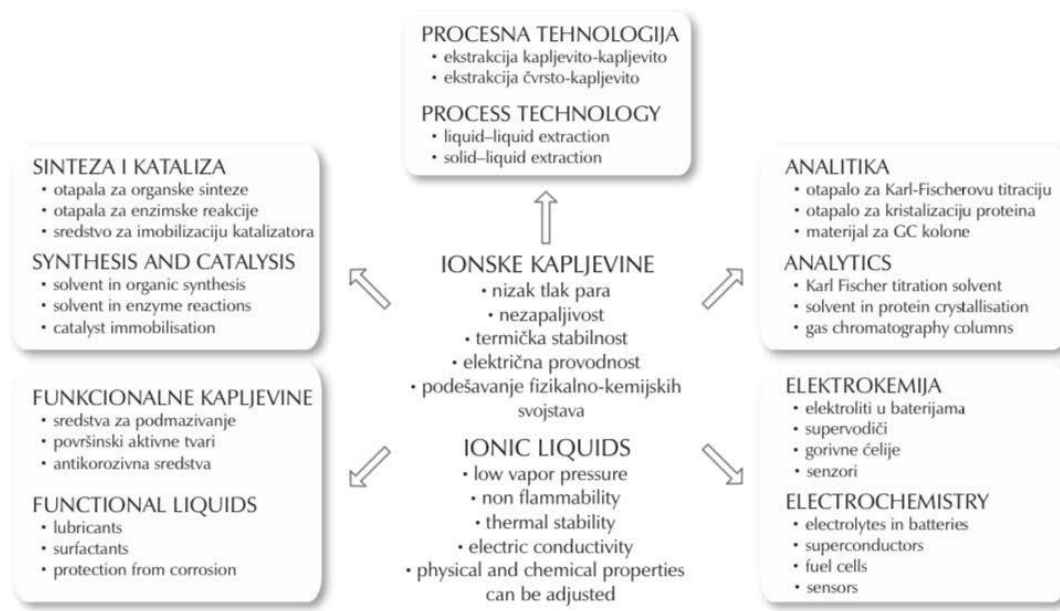 PROCESNA TEHNOLOGIJA
• ekstrakcija kapljevito-kapljevito
• ekstrakcija čvrsto-kapljevito
PROCESS TECHNOLOGY
• liquid–liquid extraction
• solid–liquid extraction
SINTEZA I KATALIZA
• otapala za organske sinteze
• otapala za enzimske reakcije
• sredstvo za imobilizaciju katalizatora
SYNTHESIS AND CATALYSIS
• solvent in organic synthesis
• solvent in enzyme reactions
• catalyst immobilisation
ANALITIKA
• otapalo za Karl-Fischerovu titraciju
• otapalo za kristalizaciju proteina
• materijal za GC kolone
ANALYTICS
• Karl Fischer titration solvent
• solvent in protein crystallisation
• gas chromatography columns
IONSKE KAPLJEVINE
• nizak tlak para
• nezapaljivost
• termička stabilnost
• električna provodnost
• podešavanje fizikalno-kemijskih
svojstava
IONIC LIQUIDS
• low vapor pressure
• non flammability
• thermal stability
• electric conductivity
• physical and chemical properties
can be adjusted
FUNKCIONALNE KAPLJEVINE
• sredstva za podmazivanje
• površinski aktivne tvari
• antikorozivna sredstva
FUNCTIONAL LIQUIDS
• lubricants
• surfactants
• protection from corrosion
ELEKTROKEMIJA
• elektroliti u baterijama
• supervodiči
• gorivne ćelije
• senzori
ELECTROCHEMISTRY
• electrolytes in batteries
• superconductors
• fuel cells
• sensors